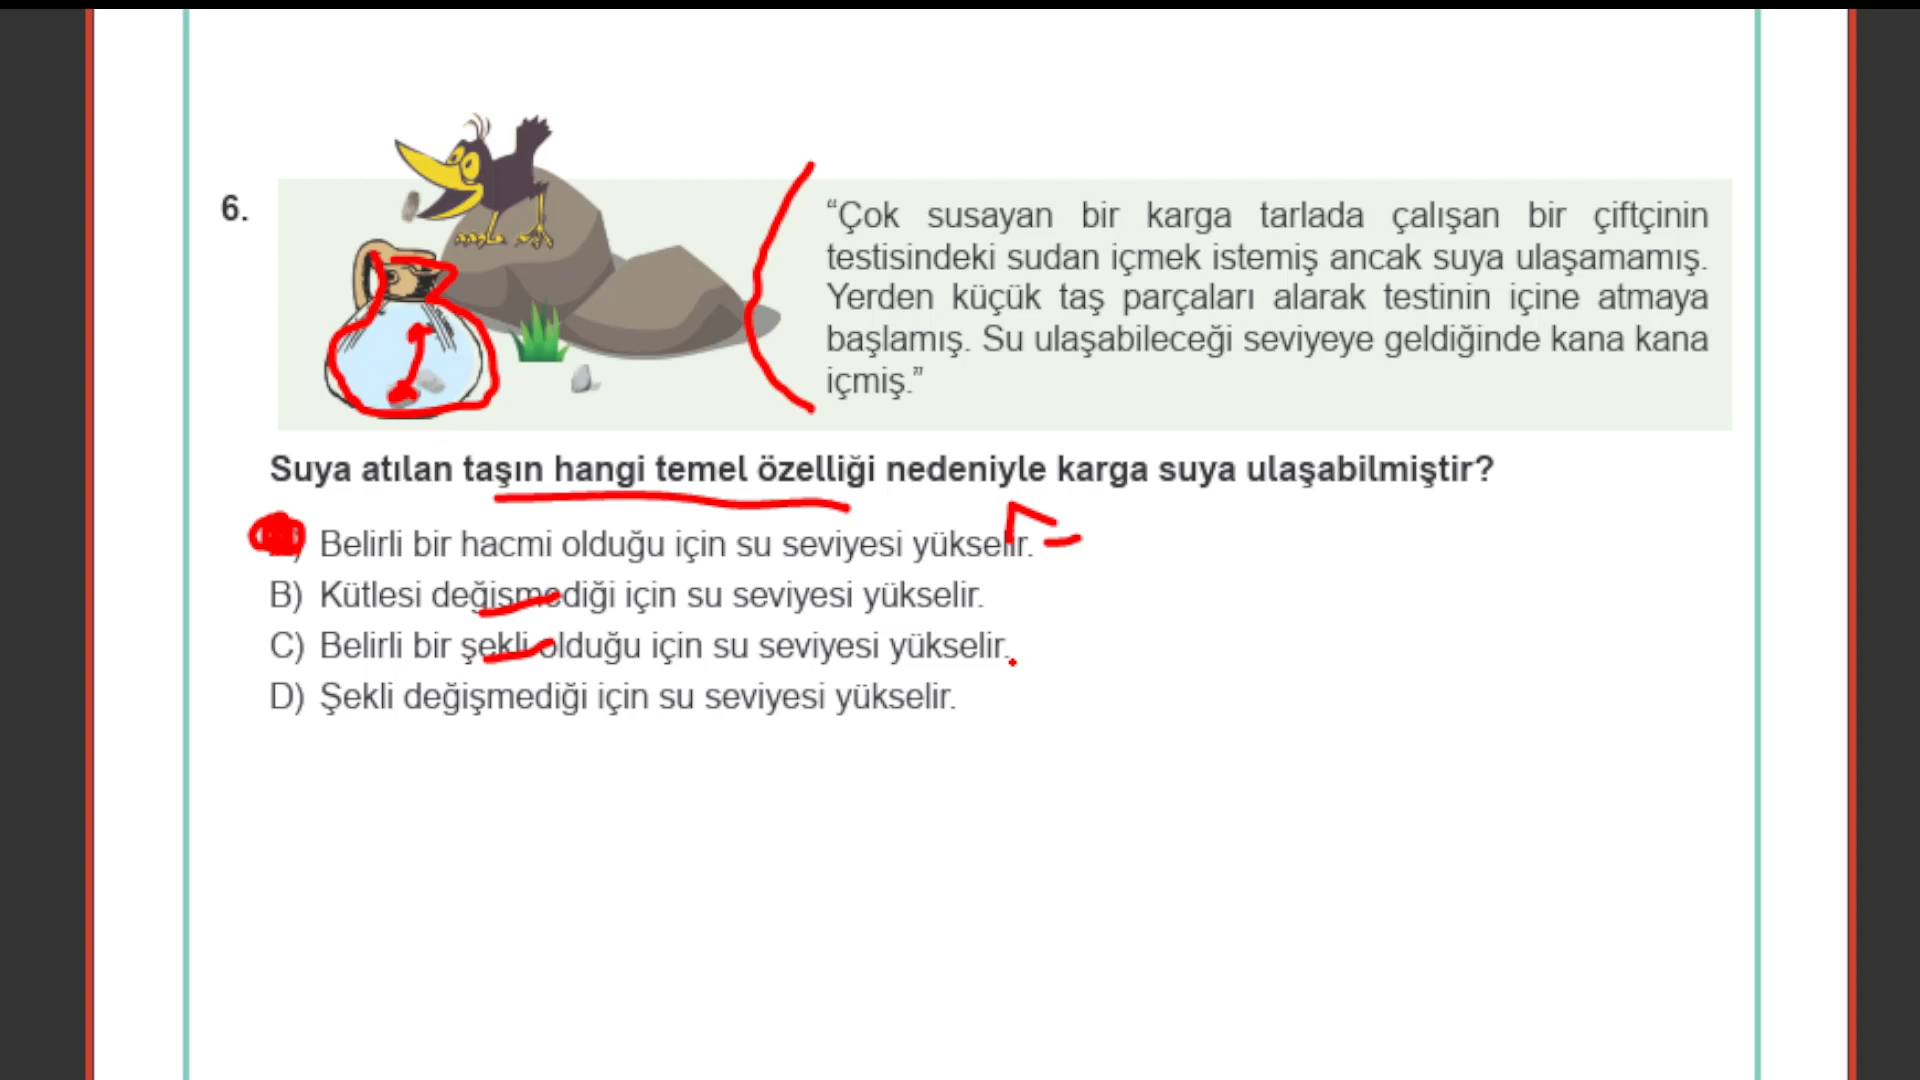 6.
“Çok susayan bir karga tarlada çalışan bir çiftçinin
testisindeki sudan içmek istemiş ancak suya ulaşamamış.
Yerden küçük taş parçaları alarak testinin içine atmaya
başlamış. Su ulaşabileceği seviyeye geldiğinde kana kana
içmiş.”
Suya atılan taşın hangi temel özelliği nedeniyle karga suya ulaşabilmiştir?
Belirli bir hacmi olduğu için su seviyesi yükselir.
B) Kütlesi değişmediği için su seviyesi yükselir.
C) Belirli bir şekli olduğu için su seviyesi yükselir.
D) Şekli değişmediği için su seviyesi yükselir.